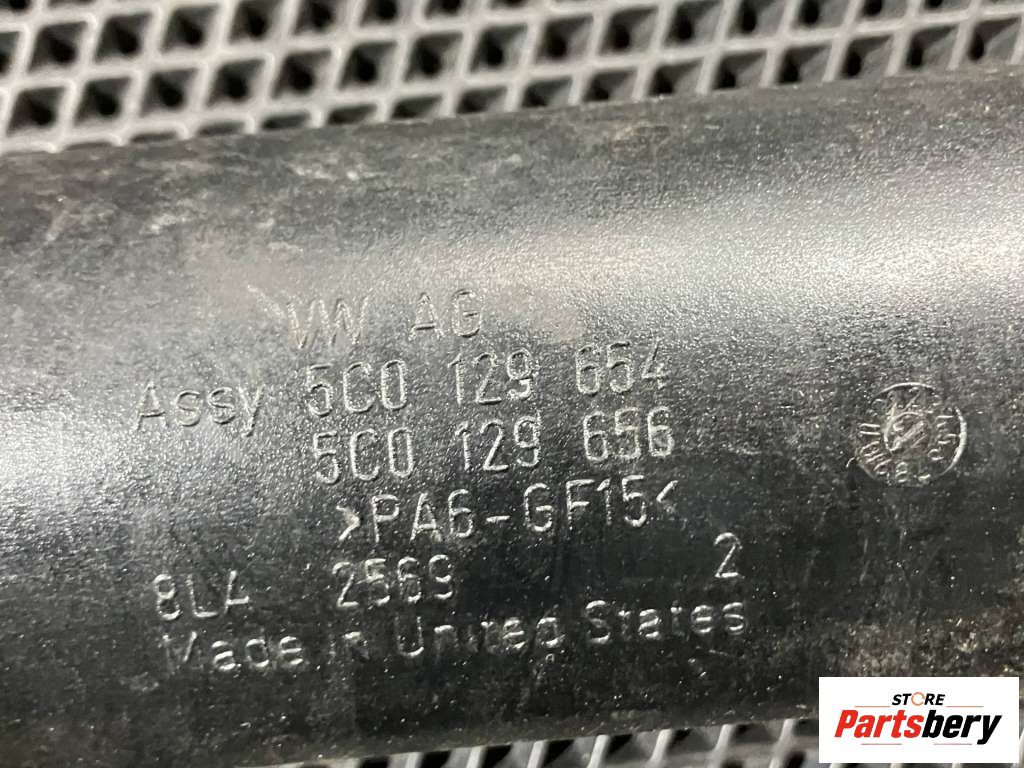 VW AG
Assy 5C0 129 654
5C0 129 656
>PA6-GF15<
8LA 2569 2
Made in United States
STORE
Partsbery